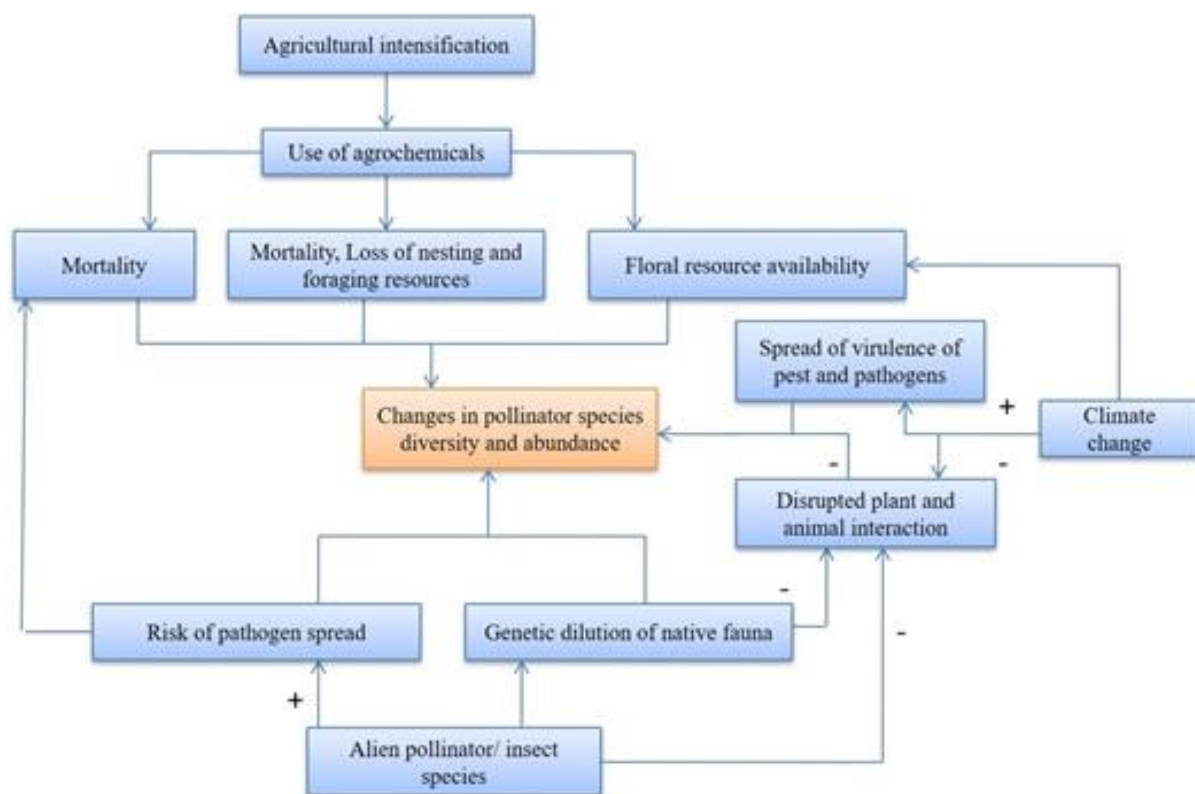 Agricultural intensification
Use of agrochemicals
Mortality
Mortality, Loss of nesting and
foraging resources
Floral resource availability
Spread of virulence of
pest and pathogens
Changes in pollinator species
diversity and abundance
+
Climate
change
-
-
Disrupted plant and
animal interaction
-
Risk of pathogen spread
Genetic dilution of native fauna
-
+
Alien pollinator/ insect
species